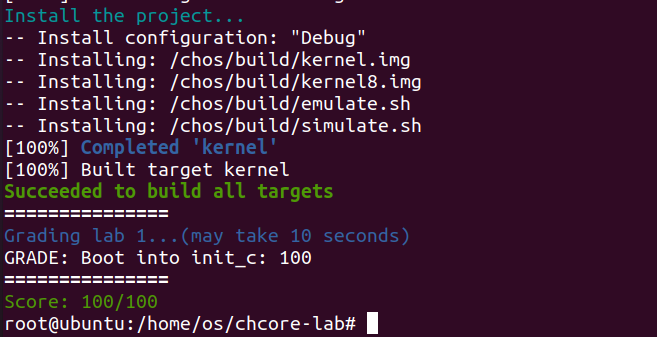 Install the project...
-- Install configuration: "Debug"
-- Installing: /chos/build/kernel.img
-- Installing: /chos/build/kernel8.img
-- Installing: /chos/build/emulate.sh
-- Installing: /chos/build/simulate.sh
[100%] Completed 'kernel'
[100%] Built target kernel
Succeeded to build all targets
===============
Grading lab 1...(may take 10 seconds)
GRADE: Boot into init_c: 100
===============
Score: 100/100
root@ubuntu:/home/os/chcore-lab#